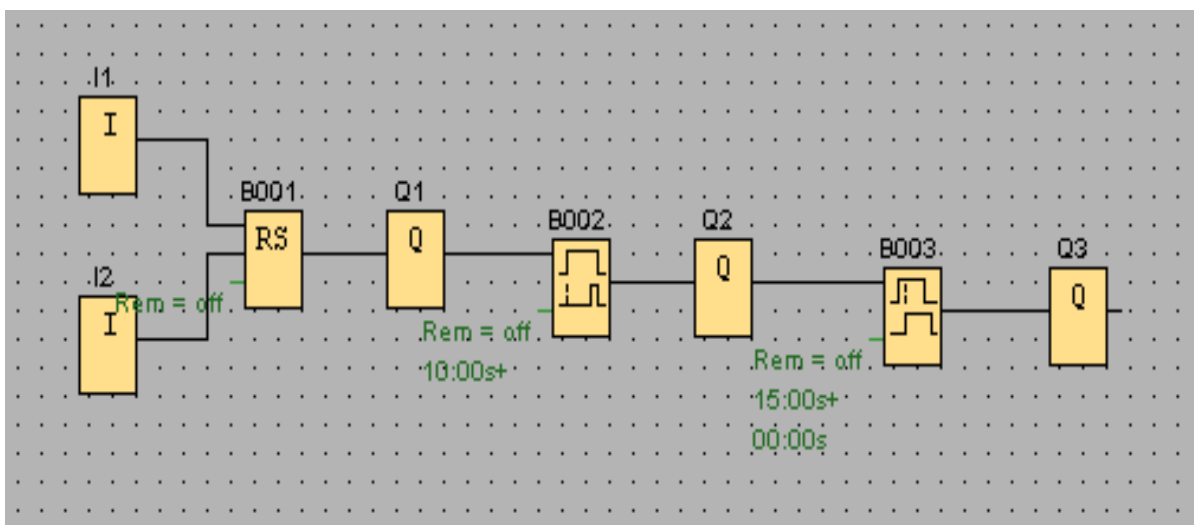 I1
I
B001
RS
Q1
Q
B002
Q2
Q
B003
Q3
Q
I2
I
Rem = off
Rem = off
10:00s+
Rem = off
15:00s+
00:00s